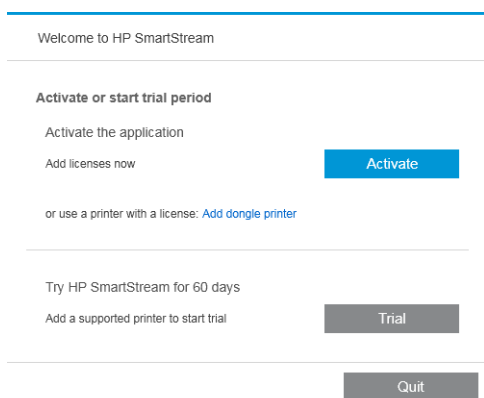 Welcome to HP SmartStream
Activate or start trial period
Activate the application
Add licenses now
Activate
or use a printer with a license: Add dongle printer
Try HP SmartStream for 60 days
Add a supported printer to start trial
Trial
Quit